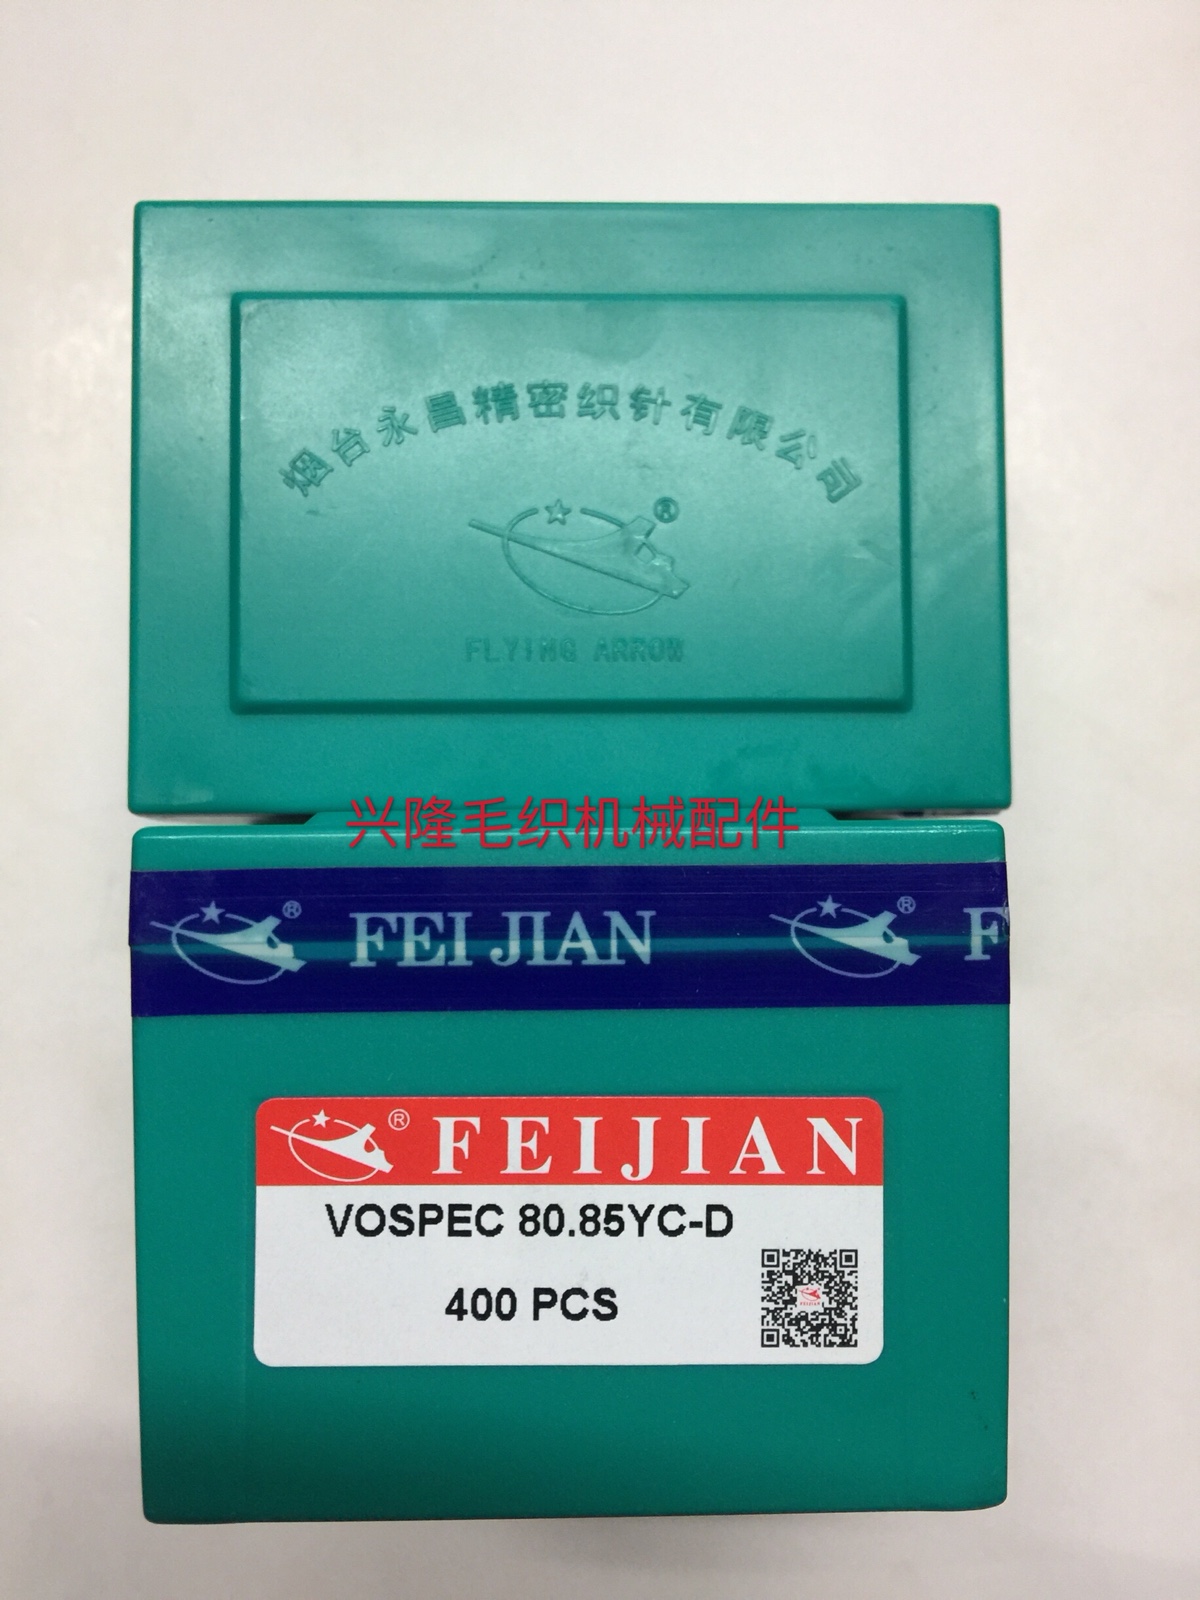 烟台永昌精密织针有限公司
®
FLYING ARROW
兴隆毛织机械配件
® FEI JIAN ® F
® FEIJIAN
VOSPEC 80.85YC-D
400 PCS
FEIJIAN